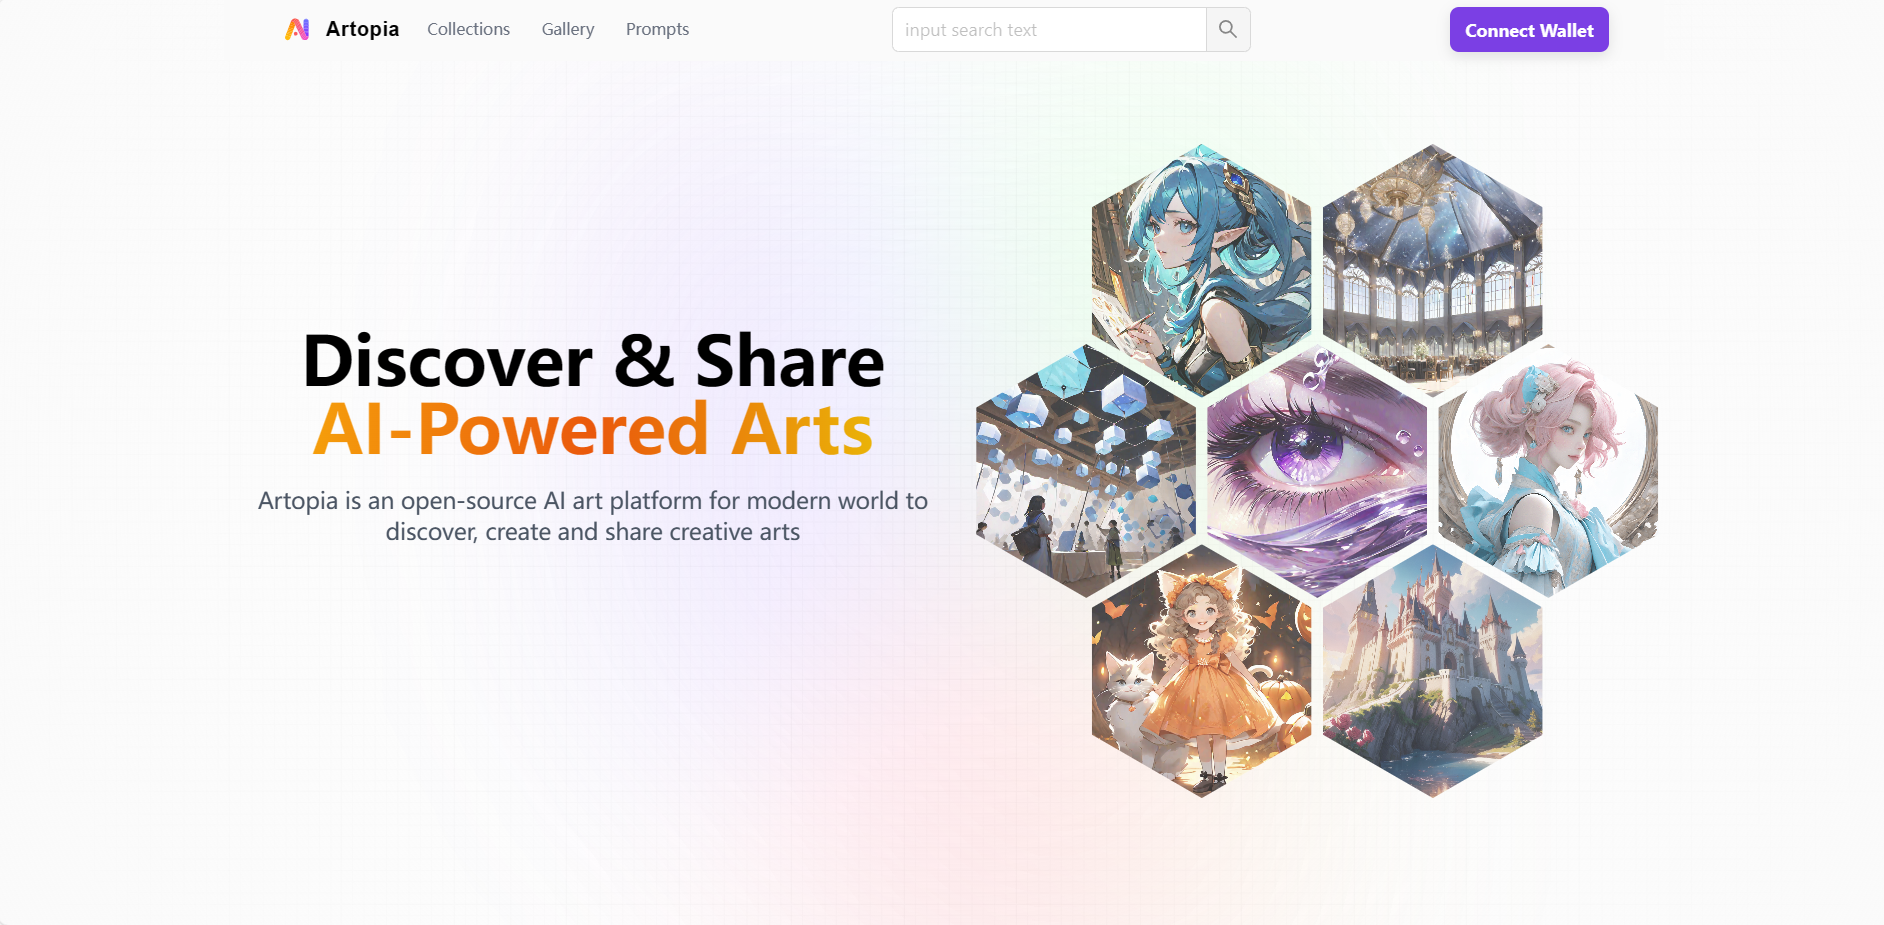 Artopia
Collections
Gallery
Prompts
input search text
Connect Wallet
Discover & Share
AI-Powered Arts
Artopia is an open-source AI art platform for modern world to
discover, create and share creative arts